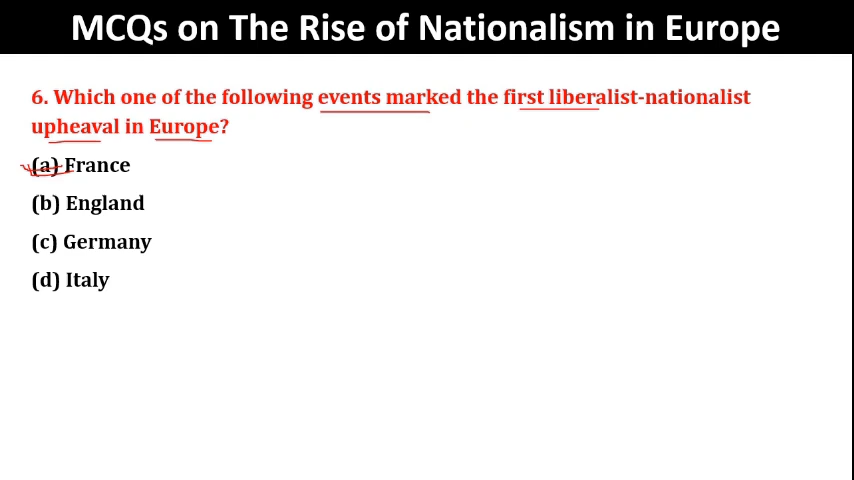 MCQs on The Rise of Nationalism in Europe
6. Which one of the following events marked the first liberalist-nationalist
upheaval in Europe?
(a) France
(b) England
(c) Germany
(d) Italy